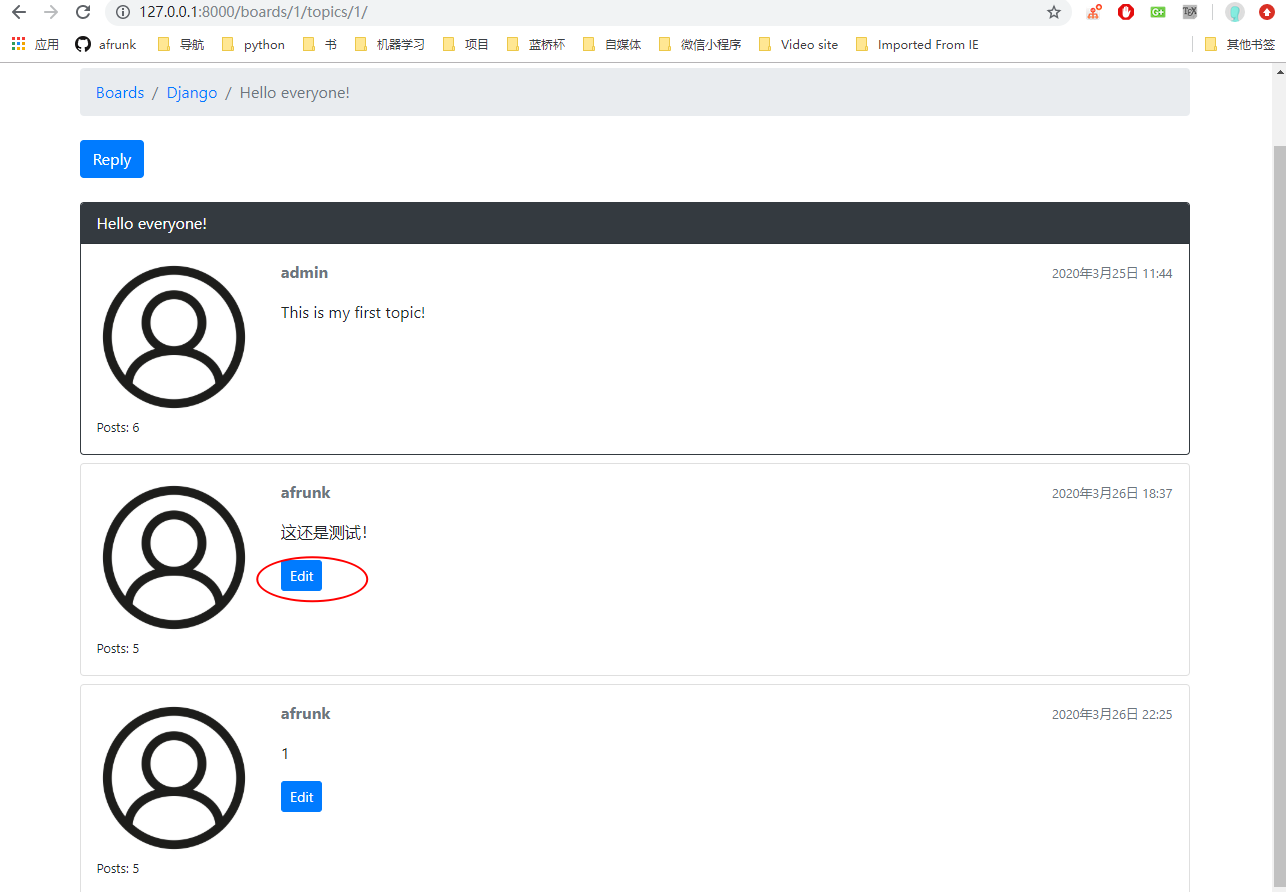 127.0.0.1:8000/boards/1/topics/1/
应用 afrunk 导航 python 书 机器学习 项目 蓝桥杯 自媒体 微信小程序 Video site Imported From IE 其他书签
Boards / Django / Hello everyone!
Reply
Hello everyone!
admin 2020年3月25日 11:44
This is my first topic!
Posts: 6
afrunk 2020年3月26日 18:37
这还是测试!
Edit
Posts: 5
afrunk 2020年3月26日 22:25
1
Edit
Posts: 5